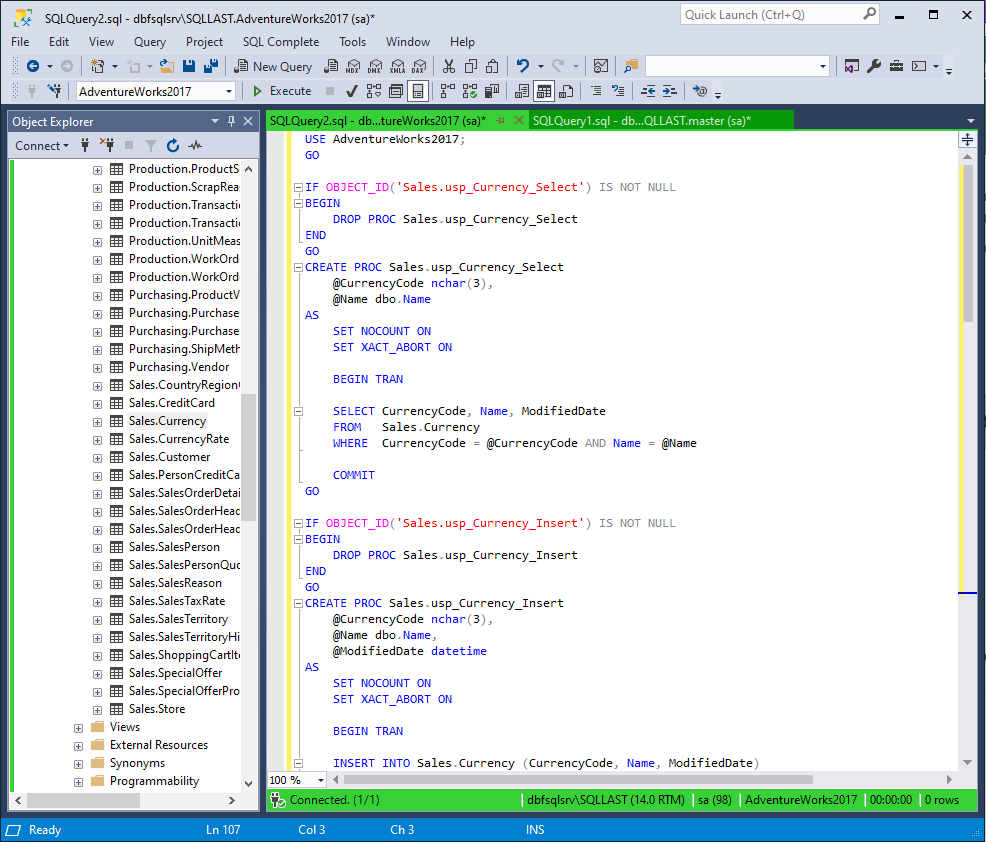 SQLQuery2.sql - dbfsqlsrv\SQLLAST.AdventureWorks2017 (sa)*
Quick Launch (Ctrl+Q)
File Edit View Query Project SQL Complete Tools Window Help
New Query MDX DMX XMLA DAX
AdventureWorks2017 Execute
Object Explorer
Connect
Production.ProductS
Production.ScrapRea
Production.Transacti
Production.Transacti
Production.UnitMeas
Production.WorkOrd
Production.WorkOrd
Purchasing.ProductV
Purchasing.Purchase
Purchasing.Purchase
Purchasing.ShipMeth
Purchasing.Vendor
Sales.CountryRegion
Sales.CreditCard
Sales.Currency
Sales.CurrencyRate
Sales.Customer
Sales.PersonCreditCa
Sales.SalesOrderDetai
Sales.SalesOrderHead
Sales.SalesOrderHead
Sales.SalesPerson
Sales.SalesPersonQuo
Sales.SalesReason
Sales.SalesTaxRate
Sales.SalesTerritory
Sales.SalesTerritoryHi
Sales.ShoppingCartIte
Sales.SpecialOffer
Sales.SpecialOfferPro
Sales.Store
Views
External Resources
Synonyms
Programmability
SQLQuery2.sql - db...tureWorks2017 (sa)* SQLQuery1.sql - db...QLLAST.master (sa)*
USE AdventureWorks2017;
GO
IF OBJECT_ID('Sales.usp_Currency_Select') IS NOT NULL
BEGIN
DROP PROC Sales.usp_Currency_Select
END
GO
CREATE PROC Sales.usp_Currency_Select
@CurrencyCode nchar(3),
@Name dbo.Name
AS
SET NOCOUNT ON
SET XACT_ABORT ON
BEGIN TRAN
SELECT CurrencyCode, Name, ModifiedDate
FROM Sales.Currency
WHERE CurrencyCode = @CurrencyCode AND Name = @Name
COMMIT
GO
IF OBJECT_ID('Sales.usp_Currency_Insert') IS NOT NULL
BEGIN
DROP PROC Sales.usp_Currency_Insert
END
GO
CREATE PROC Sales.usp_Currency_Insert
@CurrencyCode nchar(3),
@Name dbo.Name,
@ModifiedDate datetime
AS
SET NOCOUNT ON
SET XACT_ABORT ON
BEGIN TRAN
INSERT INTO Sales.Currency (CurrencyCode, Name, ModifiedDate)
100 %
Connected. (1/1) dbfsqlsrv\SQLLAST (14.0 RTM) sa (98) AdventureWorks2017 00:00:00 0 rows
Ready Ln 107 Col 3 Ch 3 INS